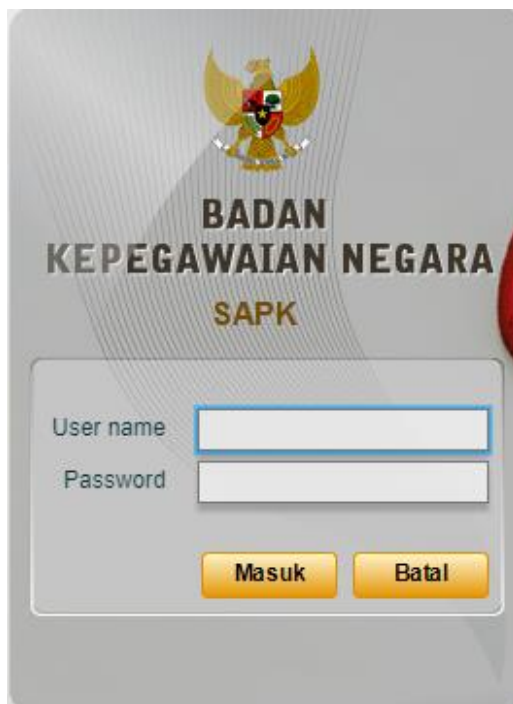 BADAN
KEPEGAWAIAN NEGARA
SAPK
User name
Password
Masuk Batal